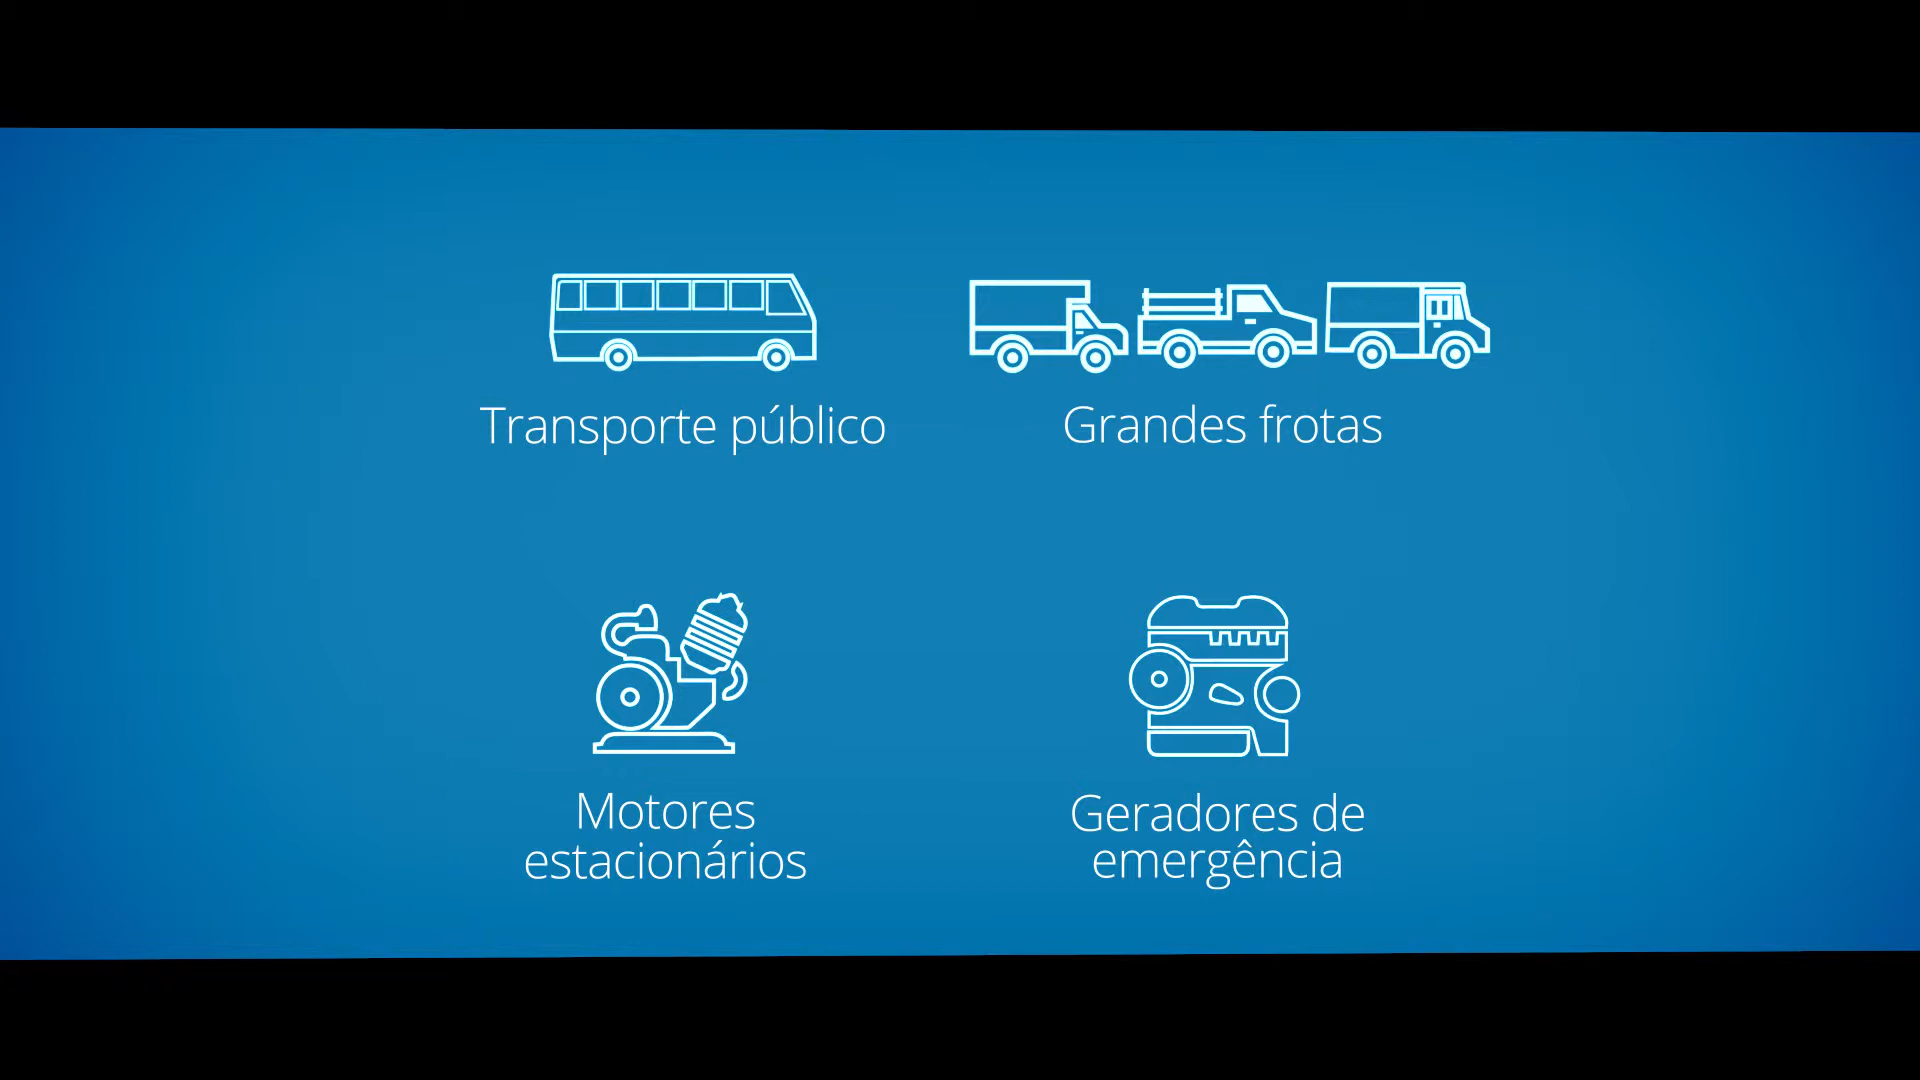 Transporte público
Grandes frotas
Motores
estacionários
Geradores de
emergência